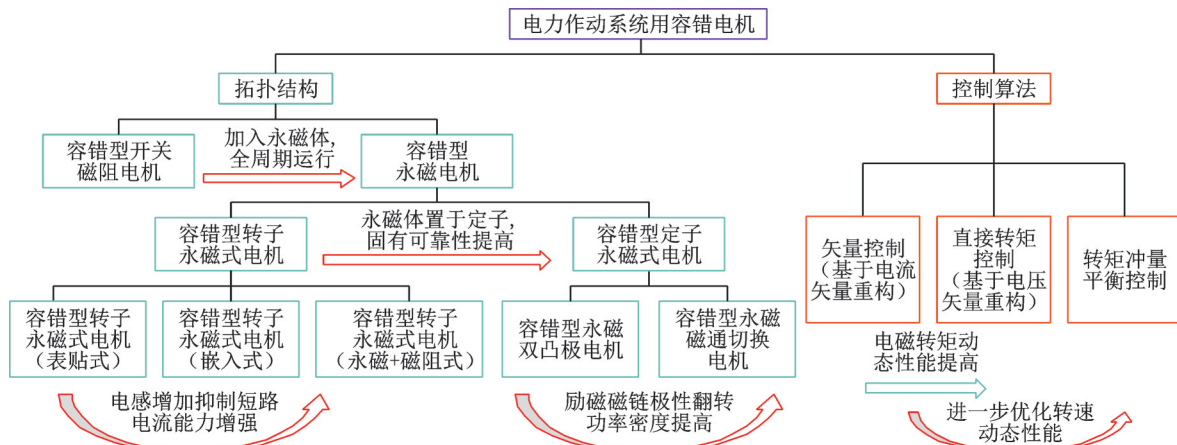 电力作动系统用容错电机
拓扑结构
控制算法
容错型开关
磁阻电机
加入永磁体,
全周期运行
容错型
永磁电机
容错型转子
永磁式电机
永磁体置于定子,
固有可靠性提高
容错型定子
永磁式电机
矢量控制
(基于电流
矢量重构)
直接转矩
控制
(基于电压
矢量重构)
转矩冲量
平衡控制
容错型转子
永磁式电机
(表贴式)
容错型转子
永磁式电机
(嵌入式)
容错型转子
永磁式电机
(永磁+磁阻式)
容错型永磁
双凸极电机
容错型永磁
磁通切换
电机
电磁转矩动
态性能提高
电感增加抑制短路
电流能力增强
励磁磁链极性翻转
功率密度提高
进一步优化转速
动态性能